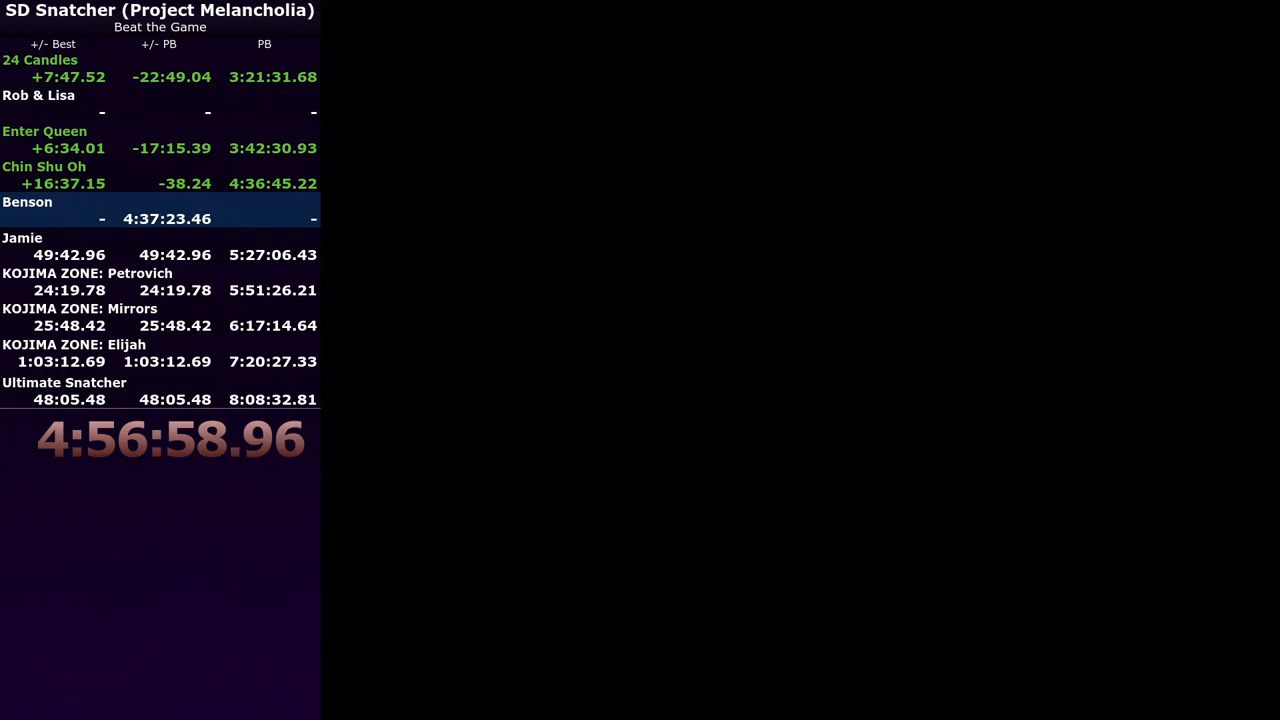 SD Snatcher (Project Melancholia)
Beat the Game
+/- Best +/- PB PB
24 Candles
+7:47.52 -22:49.04 3:21:31.68
Rob & Lisa
- - -
Enter Queen
+6:34.01 -17:15.39 3:42:30.93
Chin Shu Oh
+16:37.15 -38.24 4:36:45.22
Benson
- 4:37:23.46 -
Jamie
49:42.96 49:42.96 5:27:06.43
KOJIMA ZONE: Petrovich
24:19.78 24:19.78 5:51:26.21
KOJIMA ZONE: Mirrors
25:48.42 25:48.42 6:17:14.64
KOJIMA ZONE: Elijah
1:03:12.69 1:03:12.69 7:20:27.33
Ultimate Snatcher
48:05.48 48:05.48 8:08:32.81
4:56:58.96